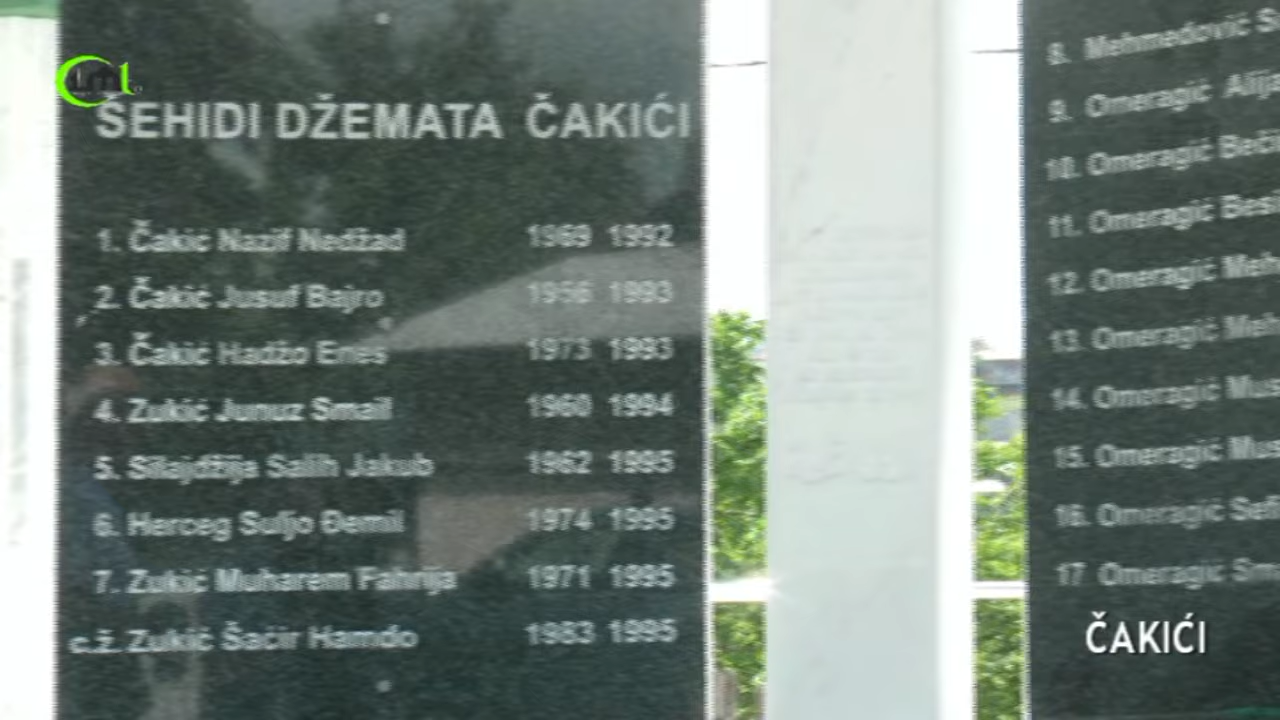 ŠEHIDI DŽEMATA ČAKIĆI
1. Čakić Nazif Nedžad 1969 1992
2. Čakić Jusuf Bajro 1956 1993
3. Čakić Hadžo Enes 1973 1993
4. Zukić Junuz Smail 1960 1994
5. Silajdžija Salih Jakub 1962 1995
6. Herceg Suljo Đemil 1974 1995
7. Zukić Muharem Fahrija 1971 1995
c.ž. Zukić Šaćir Hamdo 1983 1995
8. Mehmedović
9. Omeragić Alija
10. Omeragić
11. Omeragić
12. Omeragić
13. Omeragić
14. Omeragić
15. Omeragić
16. Omeragić
17 Omeragić
ČAKIĆI